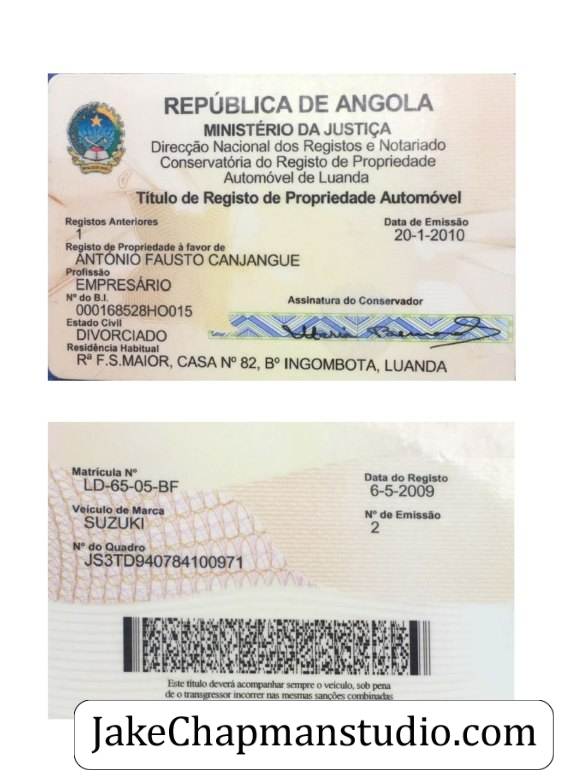 REPÚBLICA DE ANGOLA
MINISTÉRIO DA JUSTIÇA
Direcção Nacional dos Registos e Notariado
Conservatória do Registo de Propriedade
Automóvel de Luanda
Título de Registo de Propriedade Automóvel
Registos Anteriores
1
Data de Emissão
20-1-2010
Registo de Propriedade à favor de
ANTÓNIO FAUSTO CANJANGUE
Profissão
EMPRESÁRIO
Nº do B.I.
000168528HO015
Assinatura do Conservador
Estado Civil
DIVORCIADO
Residência Habitual
Rª F.S.MAIOR, CASA Nº 82, Bº INGOMBOTA, LUANDA
Matrícula Nº
LD-65-05-BF
Data do Registo
6-5-2009
Veículo de Marca
SUZUKI
Nº de Emissão
2
Nº do Quadro
JS3TD940784100971
Este título deverá acompanhar sempre o veículo, sob pena
de o transgressor incorrer nas mesmas sanções combinadas
JakeChapmanstudio.com